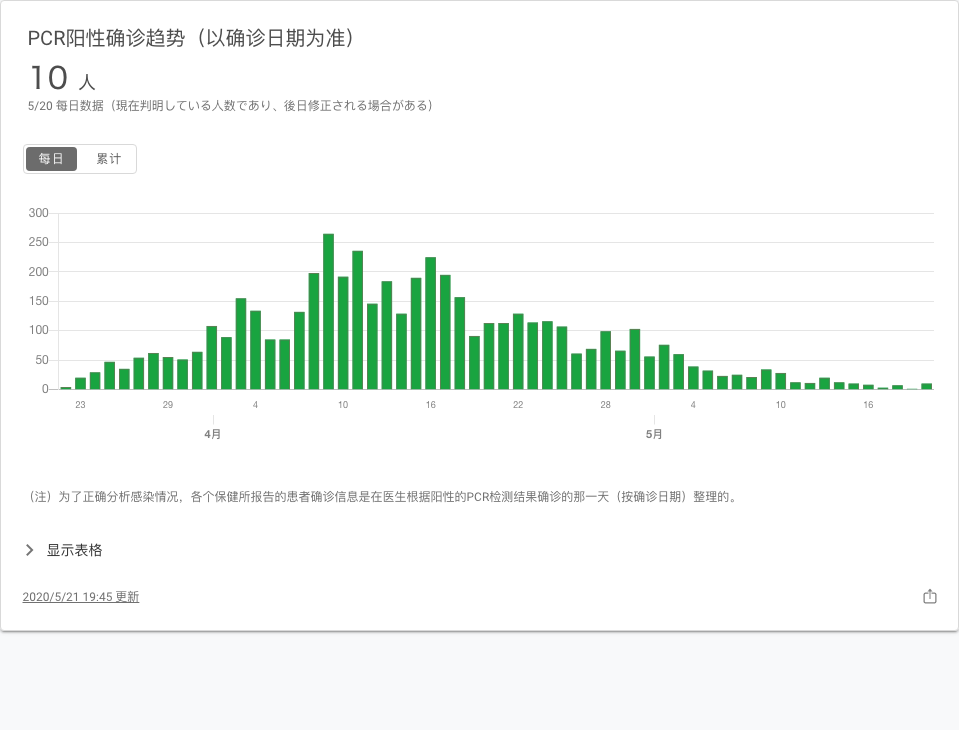 PCR阳性确诊趋势（以确诊日期为准）
10 人
5/20 每日数据（現在判明している人数であり、後日修正される場合がある）
每日 累计
300
250
200
150
100
50
0
23 29 4 10 16 22 28 4 10 16
4月 5月
（注）为了正确分析感染情况，各个保健所报告的患者确诊信息是在医生根据阳性的PCR检测结果确诊的那一天（按确诊日期）整理的。
显示表格
2020/5/21 19:45 更新